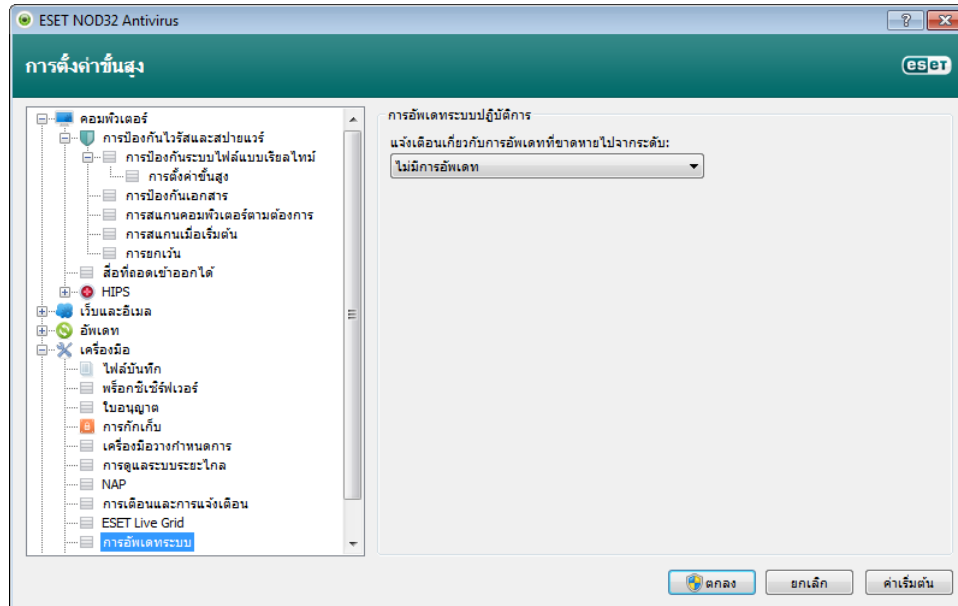 ESET NOD32 Antivirus
การตั้งค่าขั้นสูง
eset
คอมพิวเตอร์
การป้องกันไวรัสและสปายแวร์
การป้องกันระบบไฟล์แบบเรียลไทม์
การตั้งค่าขั้นสูง
การป้องกันเอกสาร
การสแกนคอมพิวเตอร์ตามต้องการ
การสแกนเมื่อเริ่มต้น
การยกเว้น
สื่อที่ถอดเข้าออกได้
HIPS
เว็บและอีเมล
อัพเดท
เครื่องมือ
ไฟล์บันทึก
พร็อกซีเซิร์ฟเวอร์
ใบอนุญาต
การกักเก็บ
เครื่องมือวางกำหนดการ
การดูแลระบบระยะไกล
NAP
การเตือนและการแจ้งเตือน
ESET Live Grid
การอัพเดทระบบ
การอัพเดทระบบปฏิบัติการ
แจ้งเตือนเกี่ยวกับการอัพเดทที่ขาดหายไปจากระดับ:
ไม่มีการอัพเดท
ตกลง
ยกเลิก
ค่าเริ่มต้น